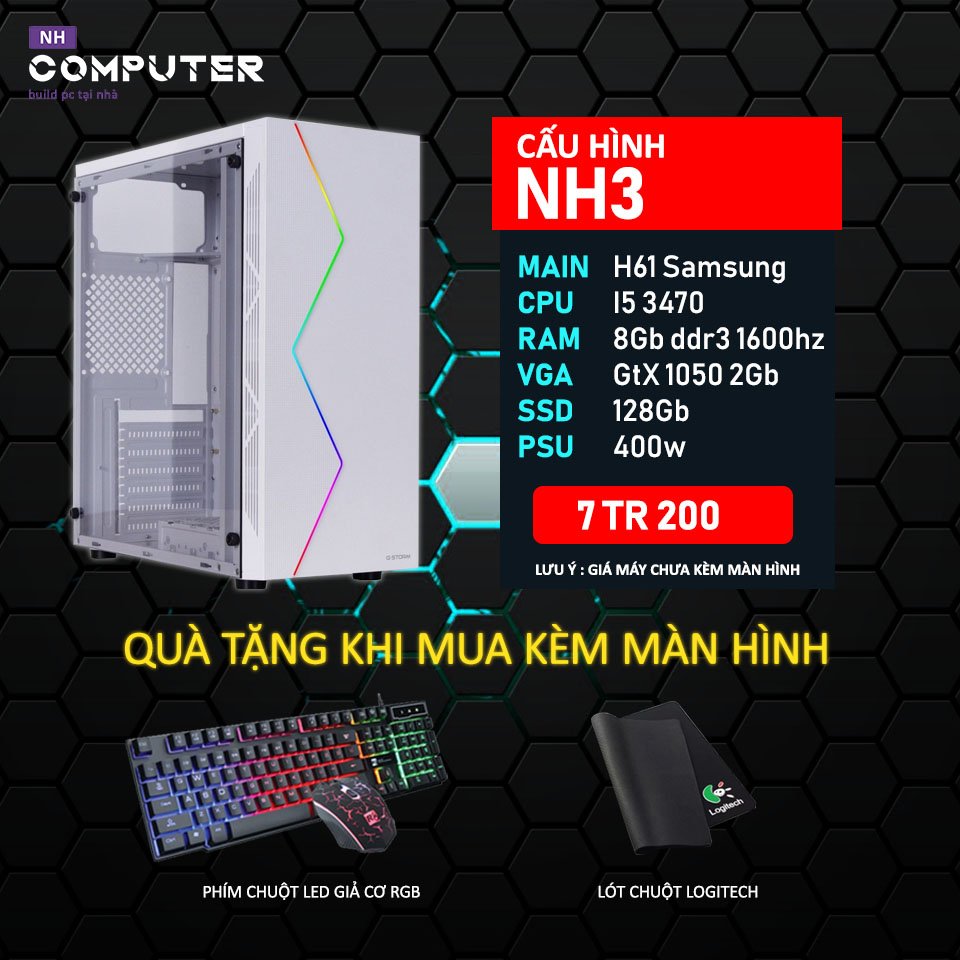 NH
COMPUTER
build pc tại nhà
CẤU HÌNH
NH3
MAIN H61 Samsung
CPU I5 3470
RAM 8Gb ddr3 1600hz
VGA GtX 1050 2Gb
SSD 128Gb
PSU 400w
7 TR 200
LƯU Ý : GIÁ MÁY CHƯA KÈM MÀN HÌNH
G-STORM
QUÀ TẶNG KHI MUA KÈM MÀN HÌNH
Logitech
PHÍM CHUỘT LED GIẢ CƠ RGB
LÓT CHUỘT LOGITECH